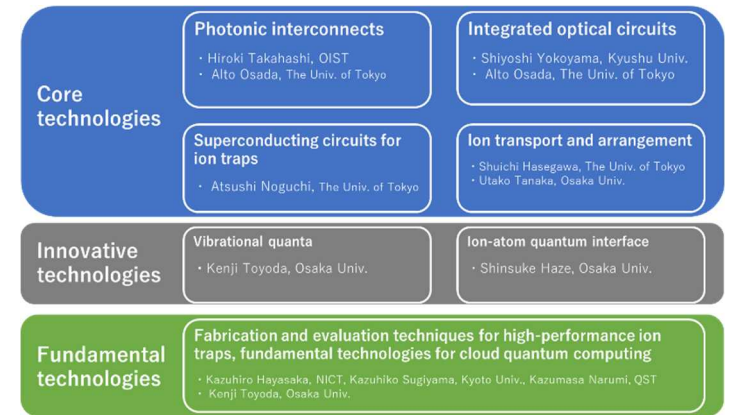 Core
technologies
Photonic interconnects
・Hiroki Takahashi, OIST
・Alto Osada, The Univ. of Tokyo
Integrated optical circuits
・Shiyoshi Yokoyama, Kyushu Univ.
・Alto Osada, The Univ. of Tokyo
Superconducting circuits for
ion traps
・Atsushi Noguchi, The Univ. of Tokyo
Ion transport and arrangement
・Shuichi Hasegawa, The Univ. of Tokyo
・Utako Tanaka, Osaka Univ.
Innovative
technologies
Vibrational quanta
・Kenji Toyoda, Osaka Univ.
Ion-atom quantum interface
・Shinsuke Haze, Osaka Univ.
Fundamental
technologies
Fabrication and evaluation techniques for high-performance ion
traps, fundamental technologies for cloud quantum computing
・Kazuhiro Hayasaka, NICT, Kazuhiko Sugiyama, Kyoto Univ., Kazumasa Narumi, QST
・Kenji Toyoda, Osaka Univ.